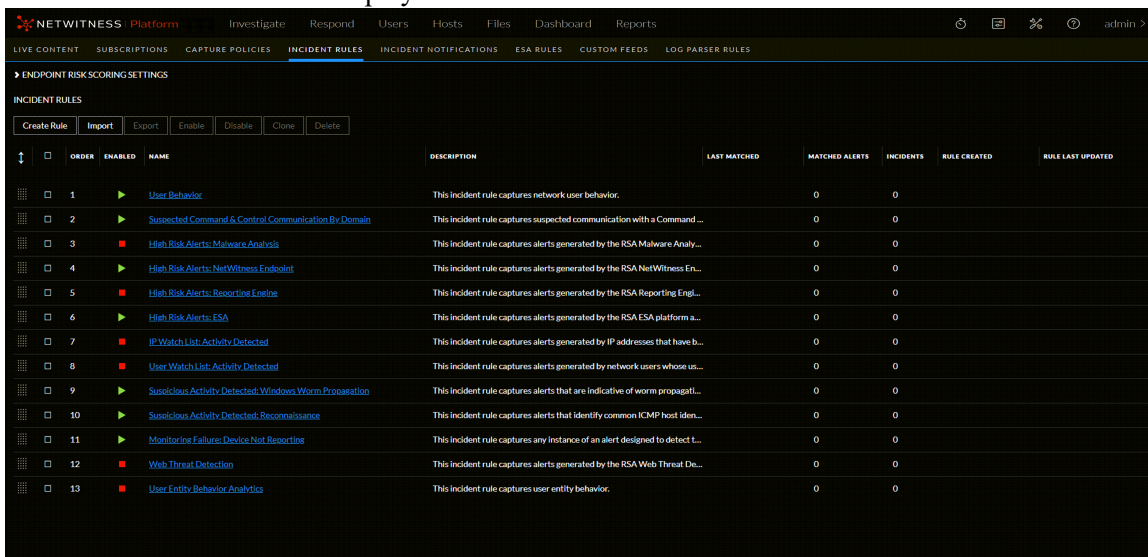 NETWITNESS Platform Investigate Respond Users Hosts Files Dashboard Reports admin >
LIVE CONTENT SUBSCRIPTIONS CAPTURE POLICIES INCIDENT RULES INCIDENT NOTIFICATIONS ESA RULES CUSTOM FEEDS LOG PARSER RULES
ENDPOINT RISK SCORING SETTINGS
INCIDENT RULES
Create Rule Import Export Enable Disable Clone Delete
ORDER ENABLED NAME DESCRIPTION LAST MATCHED MATCHED ALERTS INCIDENTS RULE CREATED RULE LAST UPDATED
1 User Behavior This incident rule captures network user behavior. 0 0
2 Suspected Command & Control Communication By Domain This incident rule captures suspected communication with a Command ... 0 0
3 High Risk Alerts: Malware Analysis This incident rule captures alerts generated by the RSA Malware Analy... 0 0
4 High Risk Alerts: NetWitness Endpoint This incident rule captures alerts generated by the RSA NetWitness En... 0 0
5 High Risk Alerts: Reporting Engine This incident rule captures alerts generated by the RSA Reporting Engi... 0 0
6 High Risk Alerts: ESA This incident rule captures alerts generated by the RSA ESA platform a... 0 0
7 IP Watch List: Activity Detected This incident rule captures alerts generated by IP addresses that have b... 0 0
8 User Watch List: Activity Detected This incident rule captures alerts generated by network users whose us... 0 0
9 Suspicious Activity Detected: Windows Worm Propagation This incident rule captures alerts that are indicative of worm propagati... 0 0
10 Suspicious Activity Detected: Reconnaissance This incident rule captures alerts that identify common ICMP host iden... 0 0
11 Monitoring Failure: Device Not Reporting This incident rule captures any instance of an alert designed to detect t... 0 0
12 Web Threat Detection This incident rule captures alerts generated by the RSA Web Threat De... 0 0
13 User Entity Behavior Analytics This incident rule captures user entity behavior. 0 0